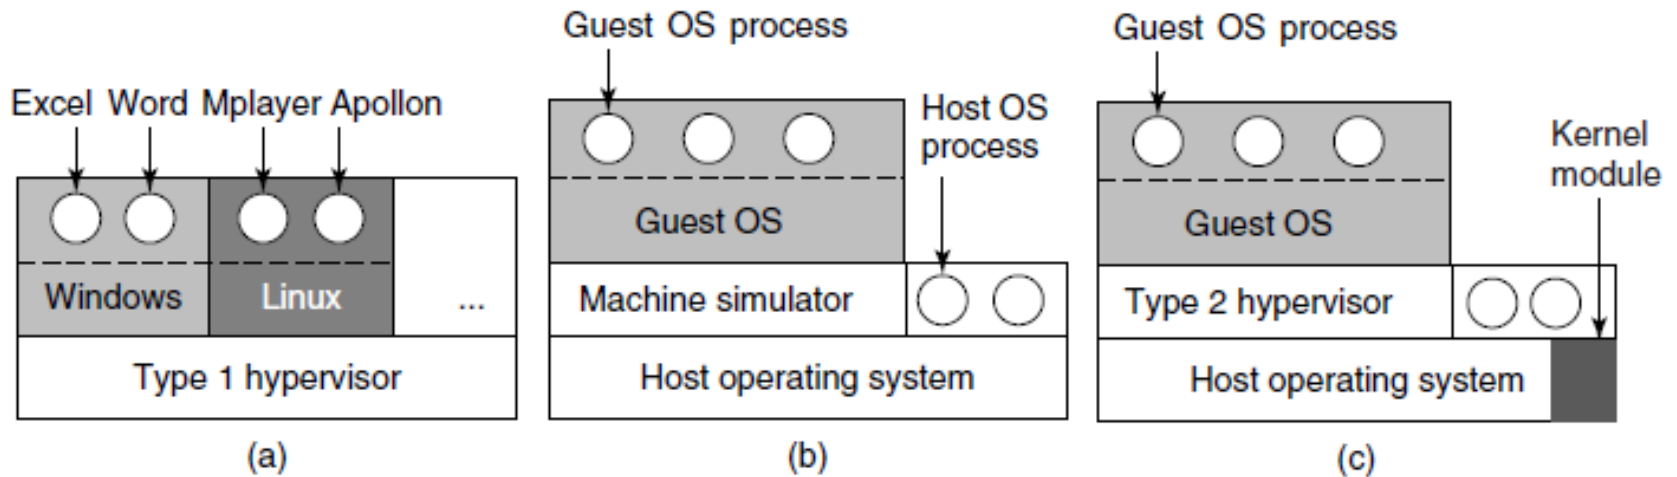 Excel Word Mplayer Apollon
Windows
Linux
...
Type 1 hypervisor
(a)
Guest OS process
Host OS
process
Guest OS
Machine simulator
Host operating system
(b)
Guest OS process
Kernel
module
Guest OS
Type 2 hypervisor
Host operating system
(c)